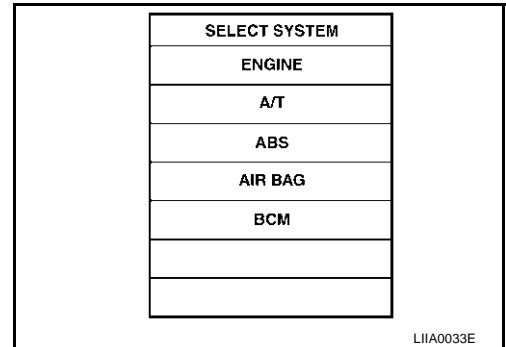 SELECT SYSTEM
ENGINE
A/T
ABS
AIR BAG
BCM
LIIA0033E